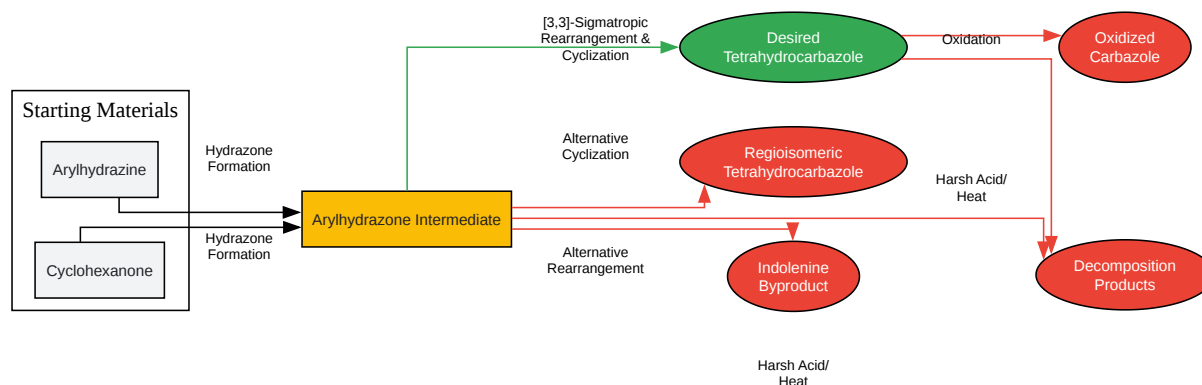 [3,3]-Sigmatropic
Rearrangement &
Cyclization
Desired
Tetrahydrocarbazole
Oxidation
Oxidized
Carbazole
Starting Materials
Arylhydrazine
Hydrazone
Formation
Alternative
Cyclization
Regioisomeric
Tetrahydrocarbazole
Harsh Acid/
Heat
Arylhydrazone Intermediate
Cyclohexanone
Hydrazone
Formation
Alternative
Rearrangement
Indolenine
Byproduct
Decomposition
Products
Harsh Acid/
Heat